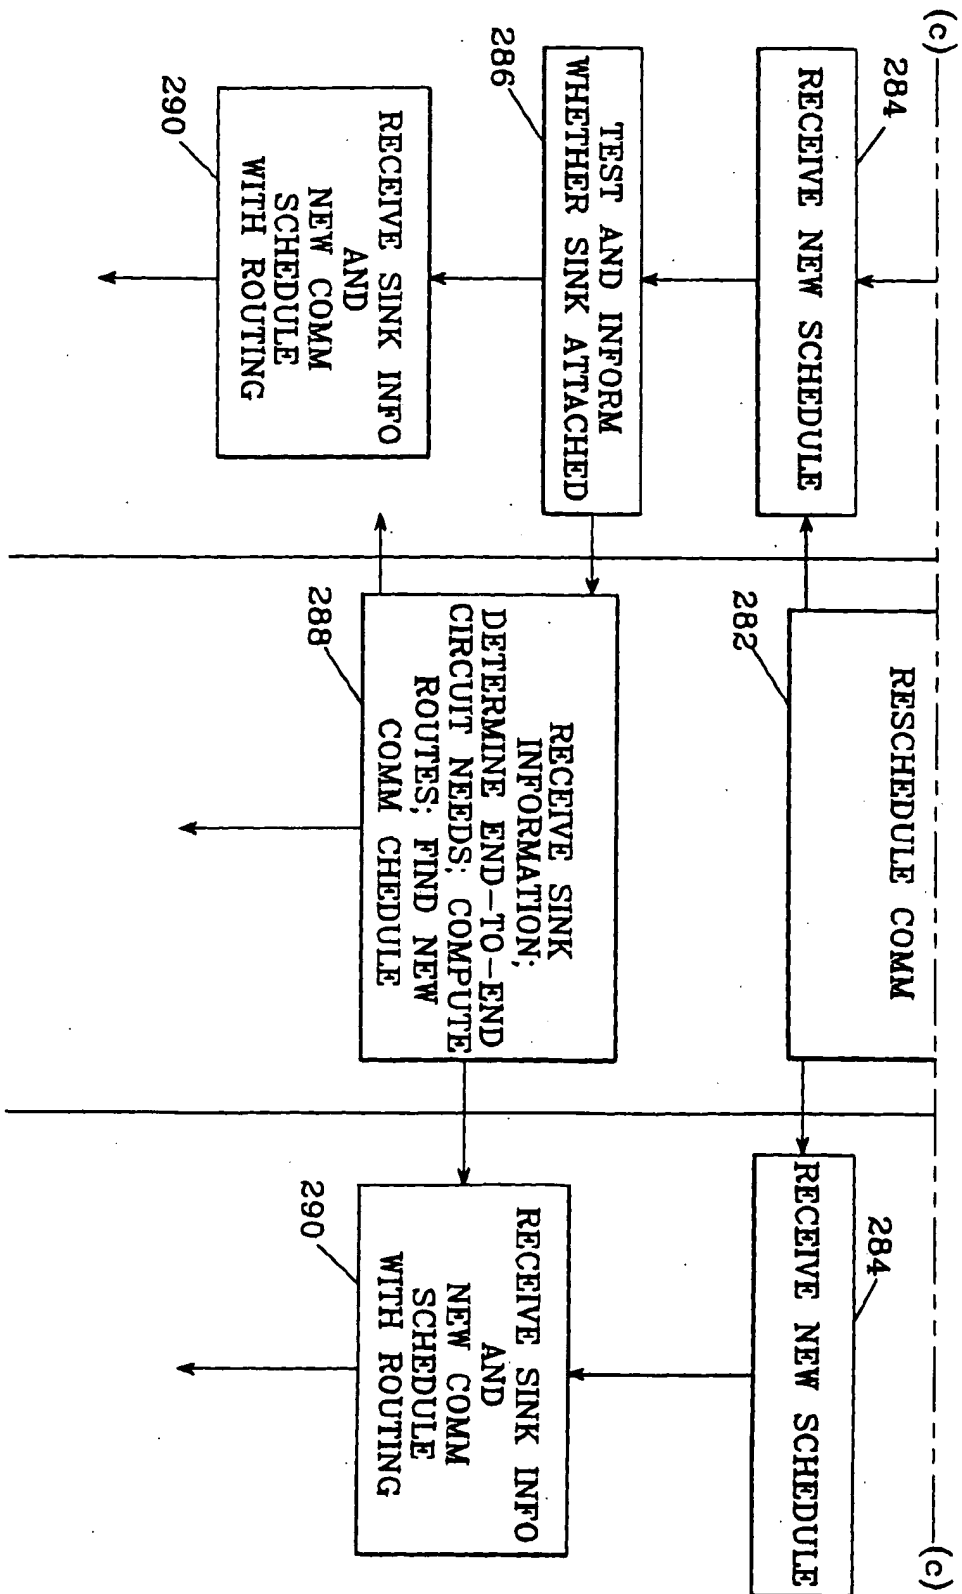 (c)
(c)
284
RECEIVE NEW SCHEDULE
RESCHEDULE COMM
282
284
RECEIVE NEW SCHEDULE
TEST AND INFORM
WHETHER SINK ATTACHED
286
RECEIVE SINK
INFORMATION;
DETERMINE END-TO-END
CIRCUIT NEEDS; COMPUTE
ROUTES; FIND NEW
COMM CHEDULE
288
RECEIVE SINK INFO
AND
NEW COMM
SCHEDULE
WITH ROUTING
290
RECEIVE SINK INFO
AND
NEW COMM
SCHEDULE
WITH ROUTING
290